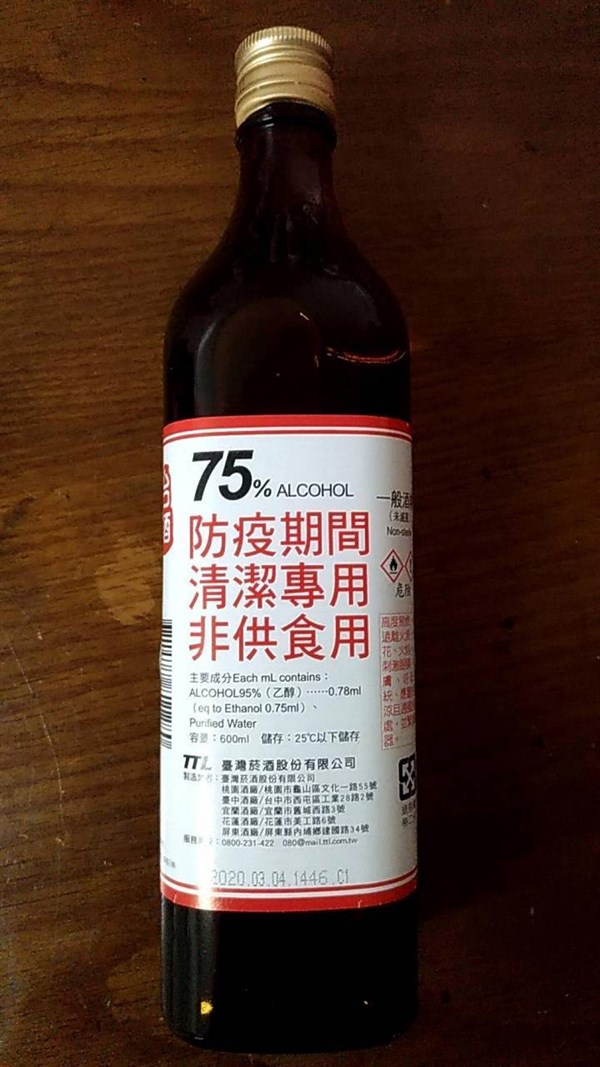 75% ALCOHOL
防疫期間
清潔專用
非供食用
主要成分Each mL contains：
ALCOHOL95%（乙醇）……0.78ml
（eq to Ethanol 0.75ml）、
Purified Water
容量：600ml 儲存：25℃以下儲存
TTL 臺灣菸酒股份有限公司
臺灣菸酒股份有限公司
桃園酒廠/桃園市龜山區文化一路55號
臺中酒廠/台中市西屯區工業28路2號
宜蘭酒廠/宜蘭市舊城西路3號
花蓮酒廠/花蓮市美工路6號
屏東酒廠/屏東縣內埔鄉建國路34號
0800-231-422 080@mail.ttl.com.tw
2020.03.04.1446.01
一般酒
危險